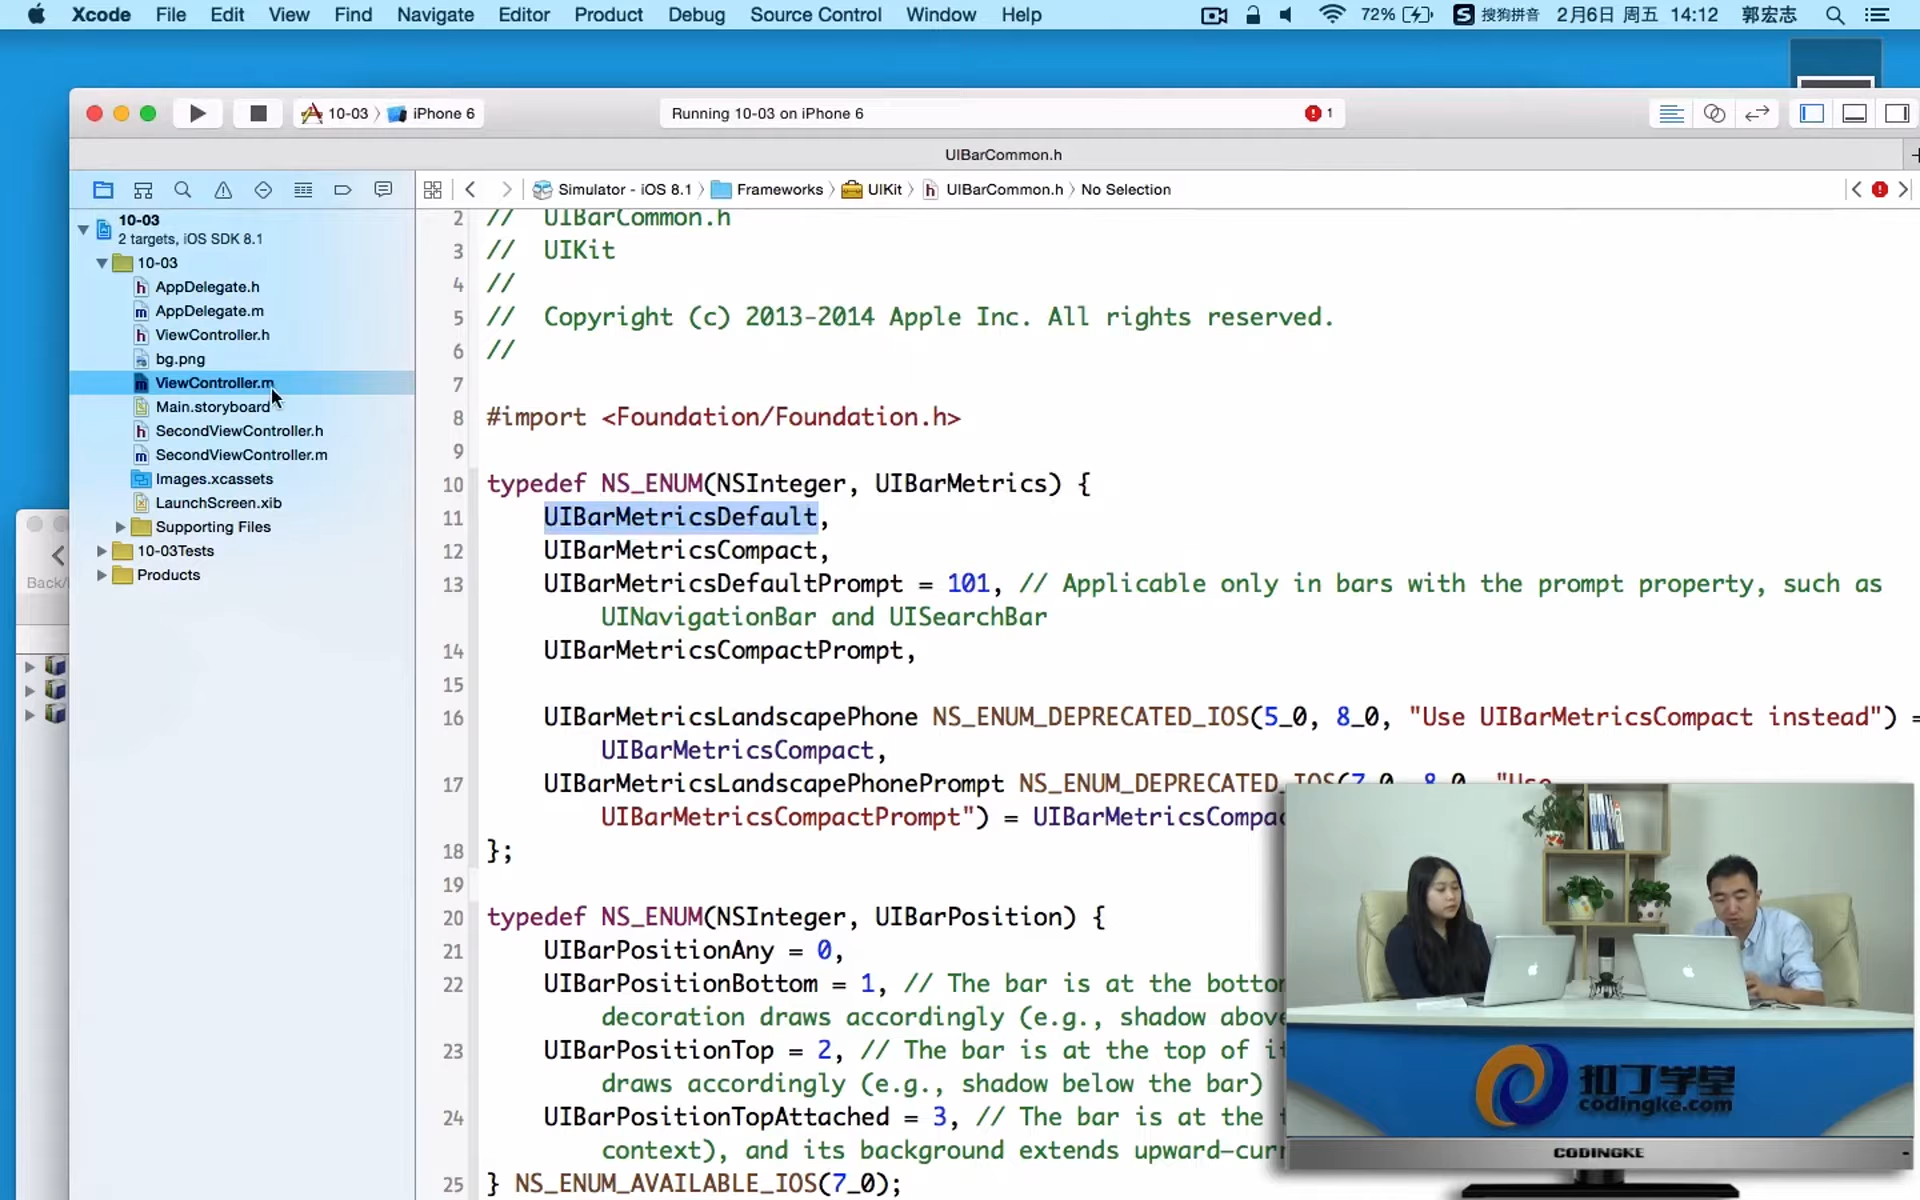 Xcode File Edit View Find Navigate Editor Product Debug Source Control Window Help 72% S 搜狗拼音 2月6日 周五 14:12 郭宏志
10-03 iPhone 6 Running 10-03 on iPhone 6 1
UIBarCommon.h
Simulator - iOS 8.1 Frameworks UIKit h UIBarCommon.h No Selection
10-03
2 targets, iOS SDK 8.1
10-03
h AppDelegate.h
m AppDelegate.m
h ViewController.h
bg.png
m ViewController.m
Main.storyboard
h SecondViewController.h
m SecondViewController.m
Images.xcassets
LaunchScreen.xib
Supporting Files
10-03Tests
Products
Back/
2 // UIBarCommon.h
3 // UIKit
4 //
5 // Copyright (c) 2013-2014 Apple Inc. All rights reserved.
6 //
7
8 #import <Foundation/Foundation.h>
9
10 typedef NS_ENUM(NSInteger, UIBarMetrics) {
11 UIBarMetricsDefault,
12 UIBarMetricsCompact,
13 UIBarMetricsDefaultPrompt = 101, // Applicable only in bars with the prompt property, such as
UINavigationBar and UISearchBar
14 UIBarMetricsCompactPrompt,
15
16 UIBarMetricsLandscapePhone NS_ENUM_DEPRECATED_IOS(5_0, 8_0, "Use UIBarMetricsCompact instead") =
UIBarMetricsCompact,
17 UIBarMetricsLandscapePhonePrompt NS_ENUM_DEPRECATED_IOS(7_0, 8_0, "Use
UIBarMetricsCompactPrompt") = UIBarMetricsCompac
18 };
19
20 typedef NS_ENUM(NSInteger, UIBarPosition) {
21 UIBarPositionAny = 0,
22 UIBarPositionBottom = 1, // The bar is at the bottom
decoration draws accordingly (e.g., shadow above
23 UIBarPositionTop = 2, // The bar is at the top of it
draws accordingly (e.g., shadow below the bar)
24 UIBarPositionTopAttached = 3, // The bar is at the t
context), and its background extends upward—curr
25 } NS_ENUM_AVAILABLE_IOS(7_0);
扣丁学堂
codingke.com
CODINGKE